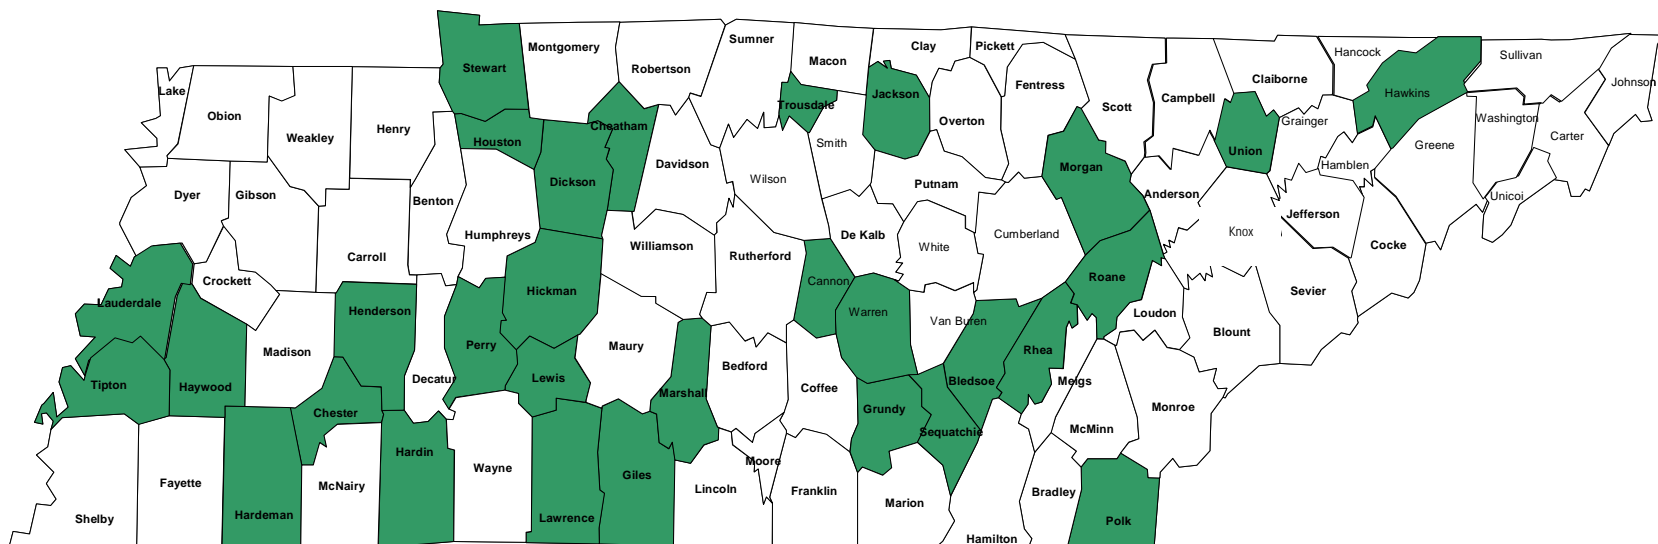 Lake
Obion
Weakley
Henry
Stewart
Montgomery
Robertson
Sumner
Macon
Clay
Pickett
Fentress
Scott
Campbell
Claiborne
Hancock
Hawkins
Sullivan
Johnson
Washington
Carter
Unicoi
Greene
Hamblen
Grainger
Union
Trousdale
Jackson
Overton
Cheatham
Houston
Dickson
Davidson
Wilson
Smith
Putnam
Morgan
Anderson
Jefferson
Cocke
Knox
Dyer
Gibson
Benton
Humphreys
Williamson
Rutherford
De Kalb
White
Cumberland
Roane
Crockett
Carroll
Hickman
Cannon
Warren
Van Buren
Loudon
Sevier
Blount
Lauderdale
Henderson
Perry
Maury
Madison
Tipton
Haywood
Decatur
Lewis
Marshall
Bedford
Coffee
Bledsoe
Rhea
Meigs
Monroe
McMinn
Chester
Grundy
Sequatchie
Hardin
Wayne
Giles
Moore
Lincoln
Franklin
Marion
Bradley
Fayette
McNairy
Shelby
Hardeman
Lawrence
Polk
Hamilton